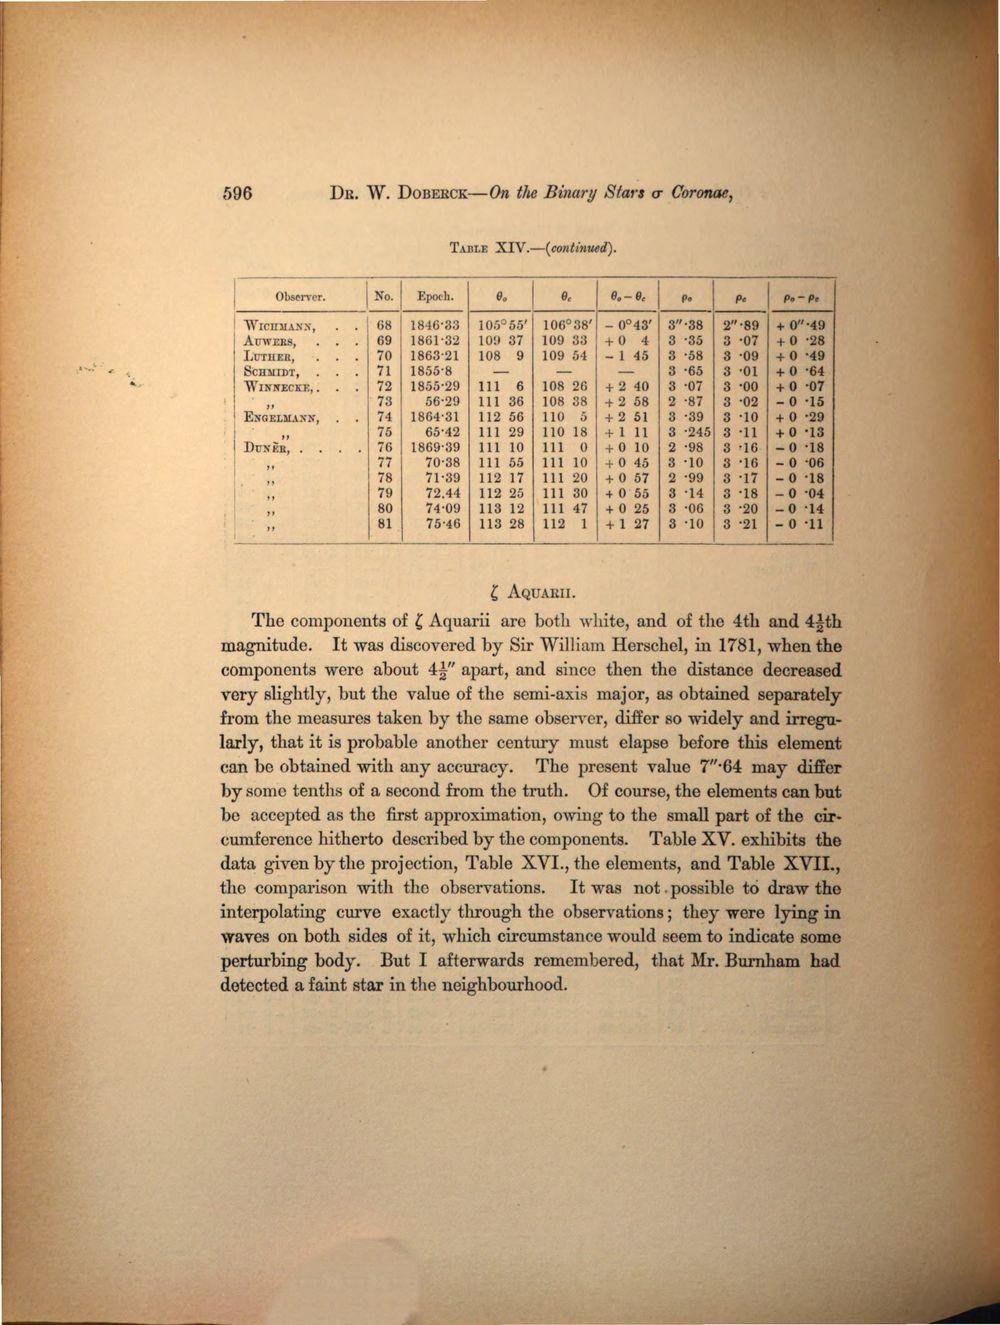 596 DR. W. DOBERCK—On the Binary Stars σ Coronae,
TABLE XIV.—(continued).
Observer. No. Epoch. θₒ θ꜀ θₒ – θ꜀ ρₒ ρ꜀ ρₒ – ρ꜀
WICHMANN, . . 68 1846·33 105°55′ 106°38′ – 0°43′ 3″·38 2″·89 + 0″·49
AUWERS, . . . 69 1861·32 109 37 109 33 + 0 4 3 ·35 3 ·07 + 0 ·28
LUTHER, . . . 70 1863·21 108 9 109 54 – 1 45 3 ·58 3 ·09 + 0 ·49
SCHMIDT, . . . 71 1855·8 — — — 3 ·65 3 ·01 + 0 ·64
WINNECKE, . . . 72 1855·29 111 6 108 26 + 2 40 3 ·07 3 ·00 + 0 ·07
„ 73 56·29 111 36 108 38 + 2 58 2 ·87 3 ·02 – 0 ·15
ENGELMANN, . . 74 1864·31 112 56 110 5 + 2 51 3 ·39 3 ·10 + 0 ·29
„ 75 65·42 111 29 110 18 + 1 11 3 ·245 3 ·11 + 0 ·13
DUNÉR, . . . . 76 1869·39 111 10 111 0 + 0 10 2 ·98 3 ·16 – 0 ·18
„ 77 70·38 111 55 111 10 + 0 45 3 ·10 3 ·16 – 0 ·06
„ 78 71·39 112 17 111 20 + 0 57 2 ·99 3 ·17 – 0 ·18
„ 79 72.44 112 25 111 30 + 0 55 3 ·14 3 ·18 – 0 ·04
„ 80 74·09 113 12 111 47 + 0 25 3 ·06 3 ·20 – 0 ·14
„ 81 75·46 113 28 112 1 + 1 27 3 ·10 3 ·21 – 0 ·11
ζ AQUARII.
The components of ζ Aquarii are both white, and of the 4th and 4½th
magnitude. It was discovered by Sir William Herschel, in 1781, when the
components were about 4½″ apart, and since then the distance decreased
very slightly, but the value of the semi-axis major, as obtained separately
from the measures taken by the same observer, differ so widely and irregu-
larly, that it is probable another century must elapse before this element
can be obtained with any accuracy. The present value 7″·64 may differ
by some tenths of a second from the truth. Of course, the elements can but
be accepted as the first approximation, owing to the small part of the cir-
cumference hitherto described by the components. Table XV. exhibits the
data given by the projection, Table XVI., the elements, and Table XVII.,
the comparison with the observations. It was not possible to draw the
interpolating curve exactly through the observations; they were lying in
waves on both sides of it, which circumstance would seem to indicate some
perturbing body. But I afterwards remembered, that Mr. Burnham had
detected a faint star in the neighbourhood.